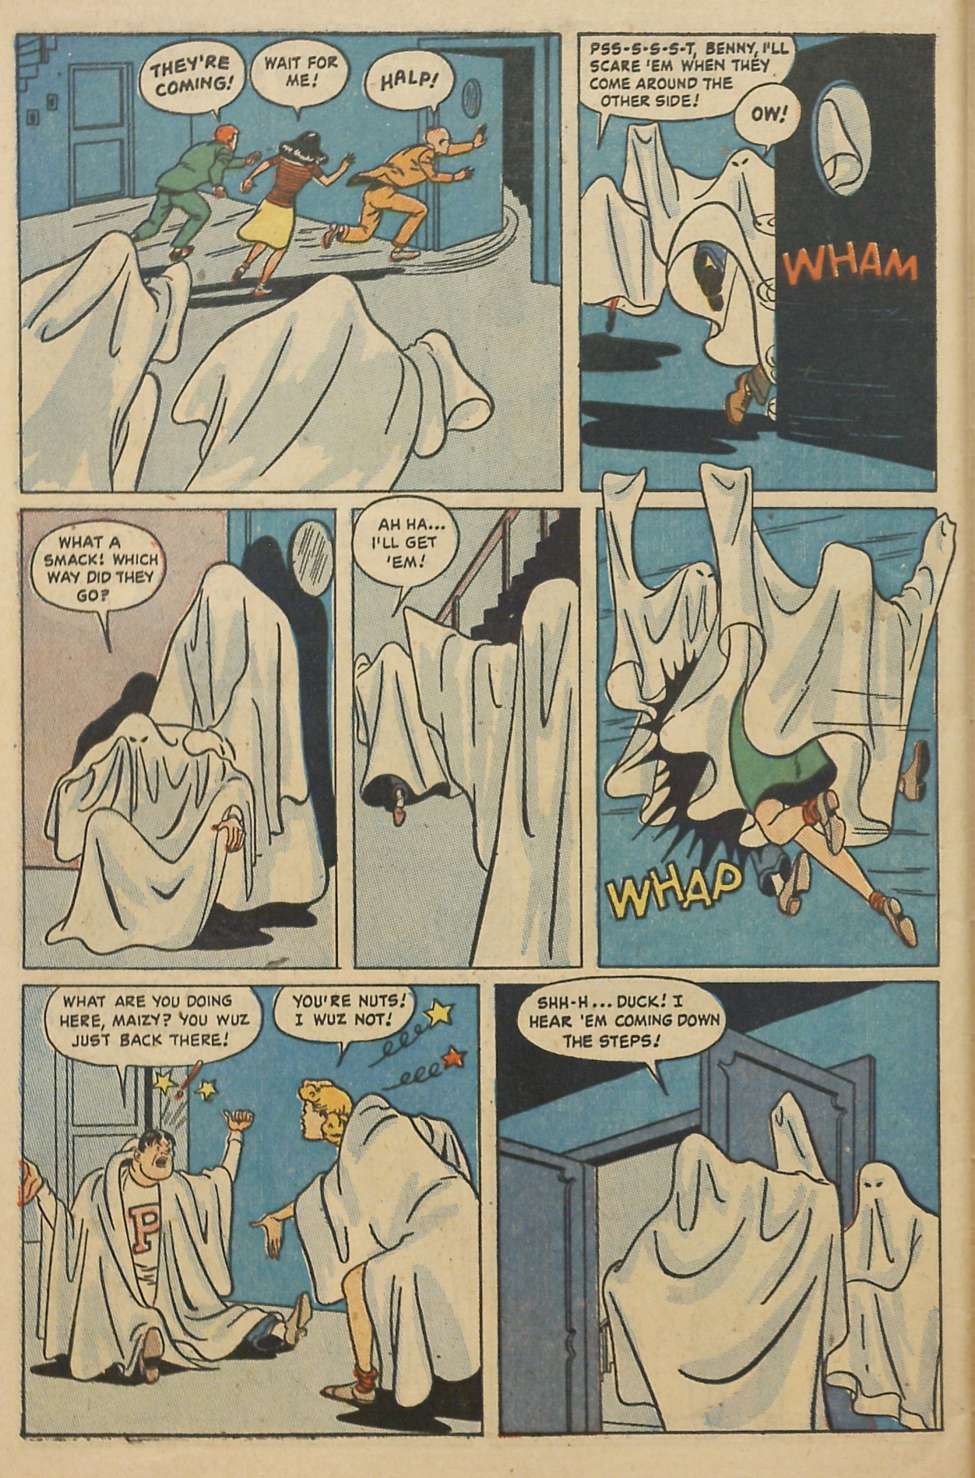 THEY'RE
COMING!
WAIT FOR
ME!
HALP!
PSS-S-S-S-T, BENNY, I'LL
SCARE 'EM WHEN THEY
COME AROUND THE
OTHER SIDE!
OW!
WHAM
WHAT A
SMACK! WHICH
WAY DID THEY
GO?
AH HA...
I'LL GET
'EM!
WHAP
WHAT ARE YOU DOING
HERE, MAIZY? YOU WUZ
JUST BACK THERE!
YOU'RE NUTS!
I WUZ NOT!
P
SHH-H... DUCK! I
HEAR 'EM COMING DOWN
THE STEPS!